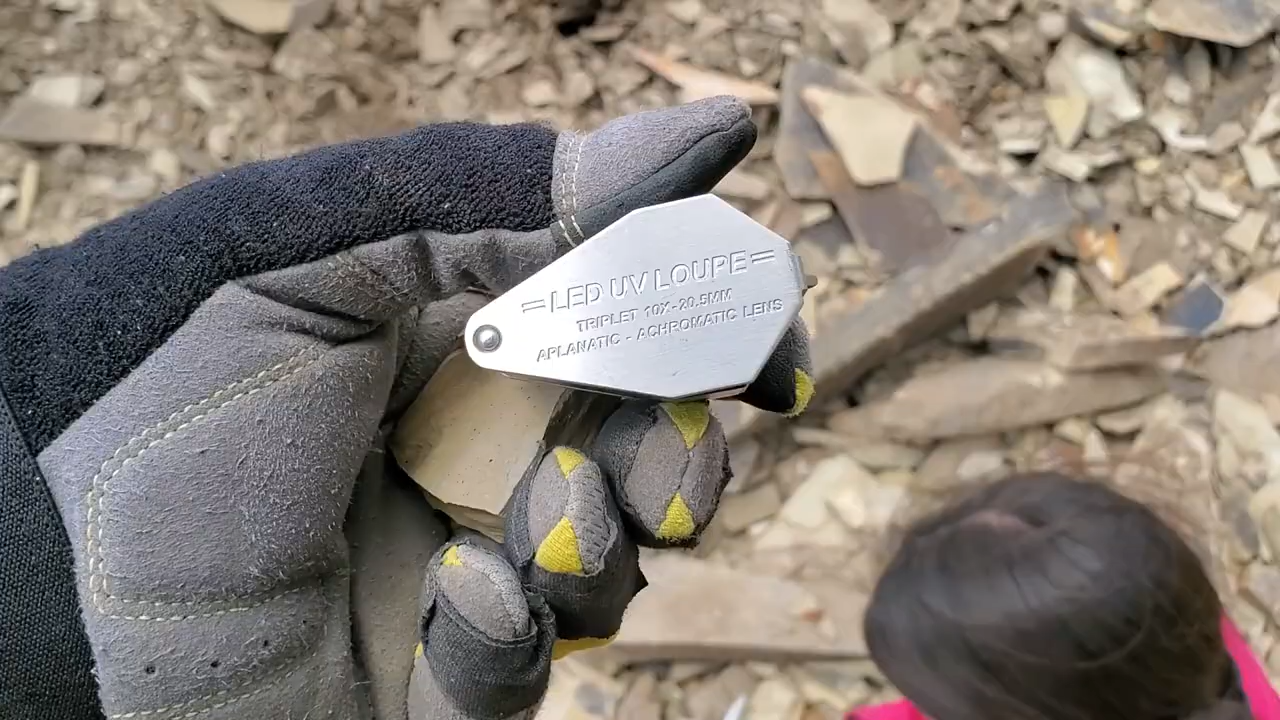 =LED UV LOUPE=
TRIPLET 10X-20.5MM
APLANATIC - ACHROMATIC LENS